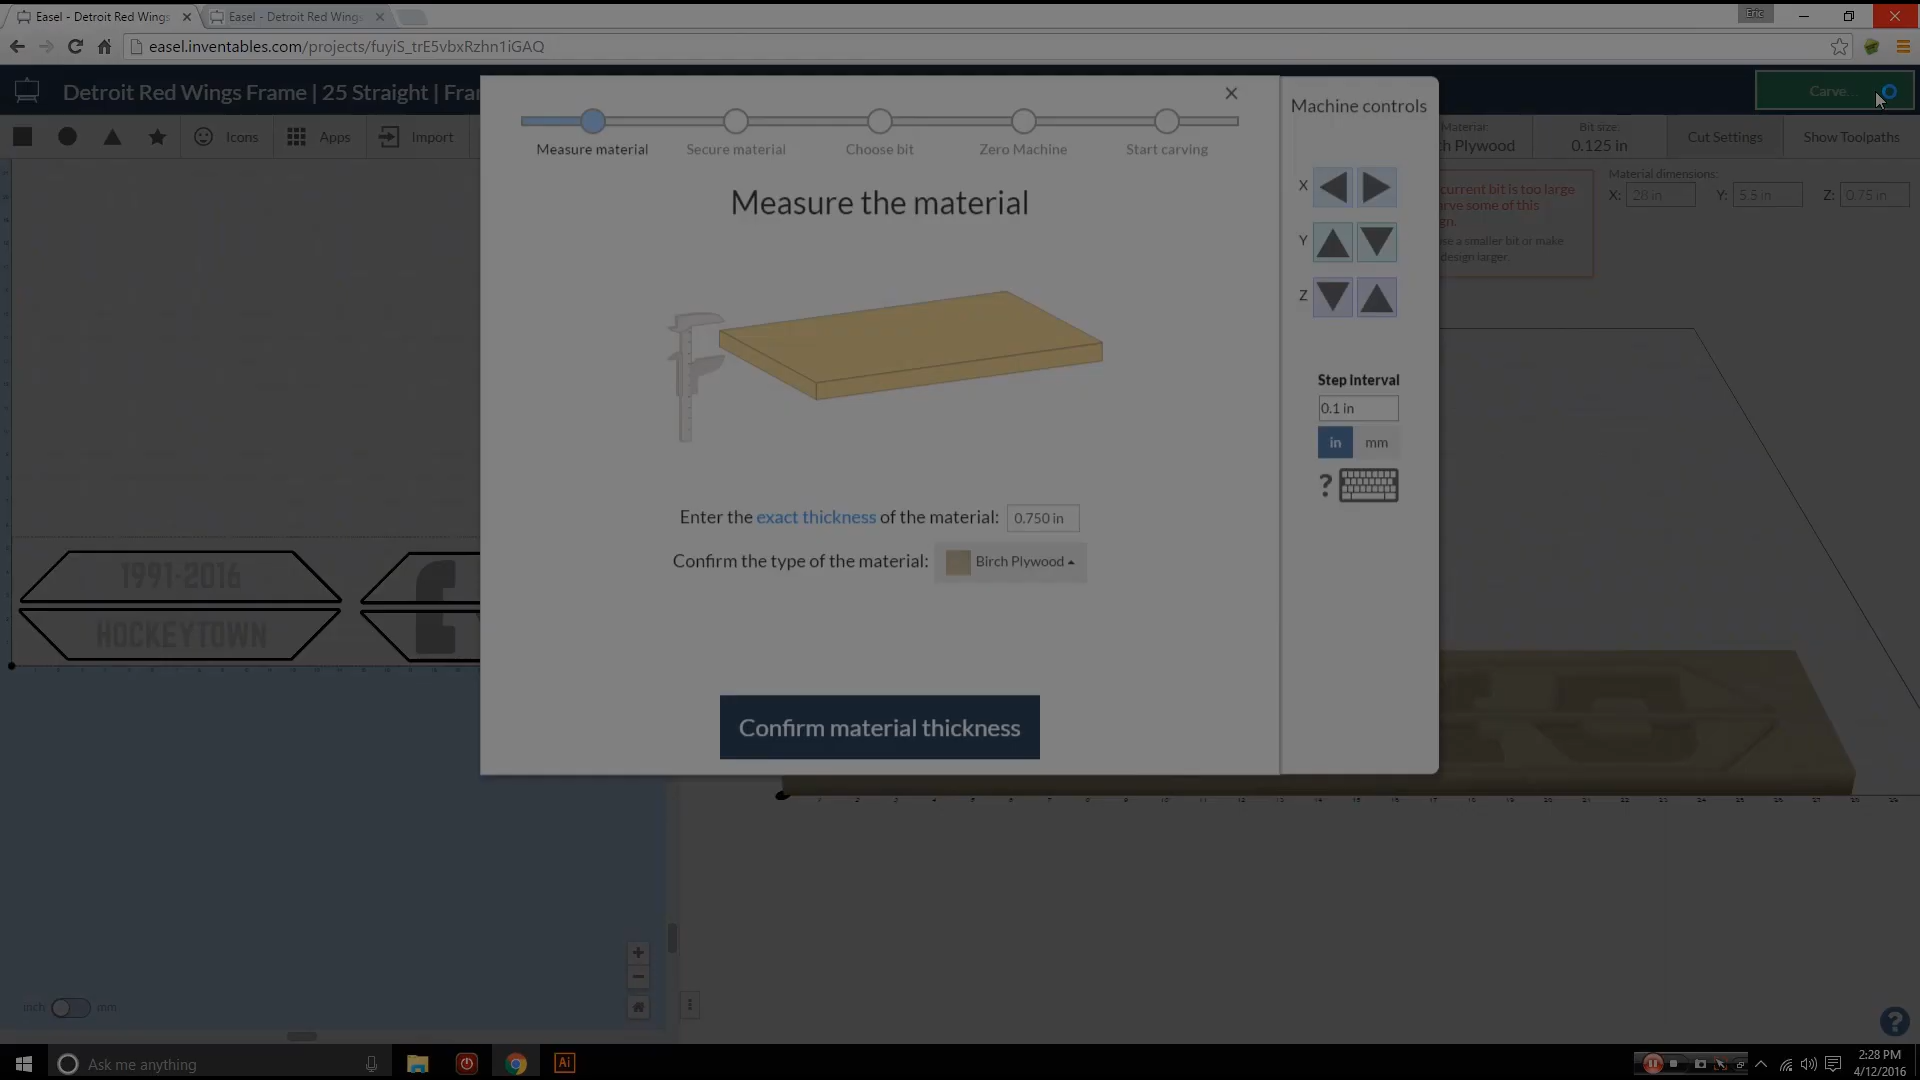 Easel - Detroit Red Wings
Easel - Detroit Red Wings
Eric
easel.inventables.com/projects/fuyiS_trE5vbxRzhn1iGAQ
Detroit Red Wings Frame | 25 Straight | Fra
Carve...
Icons
Apps
Import
Measure material
Secure material
Choose bit
Zero Machine
Start carving
Machine controls
Material:
h Plywood
Bit size:
0.125 in
Cut Settings
Show Toolpaths
current bit is too large
rve some of this
gn.
se a smaller bit or make
design larger.
Material dimensions:
X: 28 in
Y: 5.5 in
Z: 0.75 in
Measure the material
X
Y
Z
Step interval
0.1 in
in mm
?
Enter the exact thickness of the material: 0.750 in
Confirm the type of the material: Birch Plywood
Confirm material thickness
1991-2016
HOCKEYTOWN
inch mm
?
Ask me anything
Ai
2:28 PM
4/12/2016